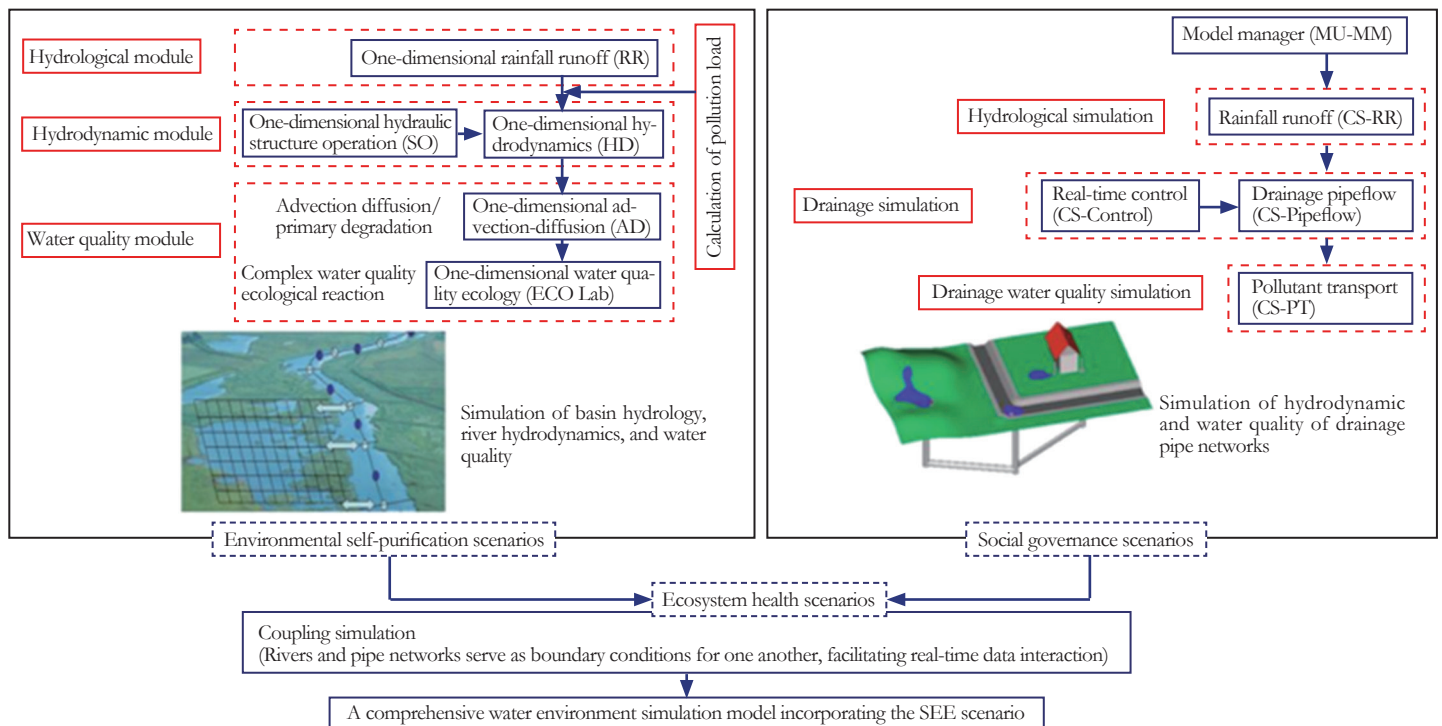 Hydrological module
One-dimensional rainfall runoff (RR)
Hydrodynamic module
One-dimensional hydraulic
structure operation (SO)
One-dimensional hy-
drodynamics (HD)
Water quality module
Advection diffusion/
primary degradation
One-dimensional ad-
vection-diffusion (AD)
Complex water quality
ecological reaction
One-dimensional water qua-
lity ecology (ECO Lab)
Calculation of pollution load
Simulation of basin hydrology,
river hydrodynamics, and water
quality
Environmental self-purification scenarios
Model manager (MU-MM)
Hydrological simulation
Rainfall runoff (CS-RR)
Drainage simulation
Real-time control
(CS-Control)
Drainage pipeflow
(CS-Pipeflow)
Drainage water quality simulation
Pollutant transport
(CS-PT)
Simulation of hydrodynamic
and water quality of drainage
pipe networks
Social governance scenarios
Ecosystem health scenarios
Coupling simulation
(Rivers and pipe networks serve as boundary conditions for one another, facilitating real-time data interaction)
A comprehensive water environment simulation model incorporating the SEE scenario